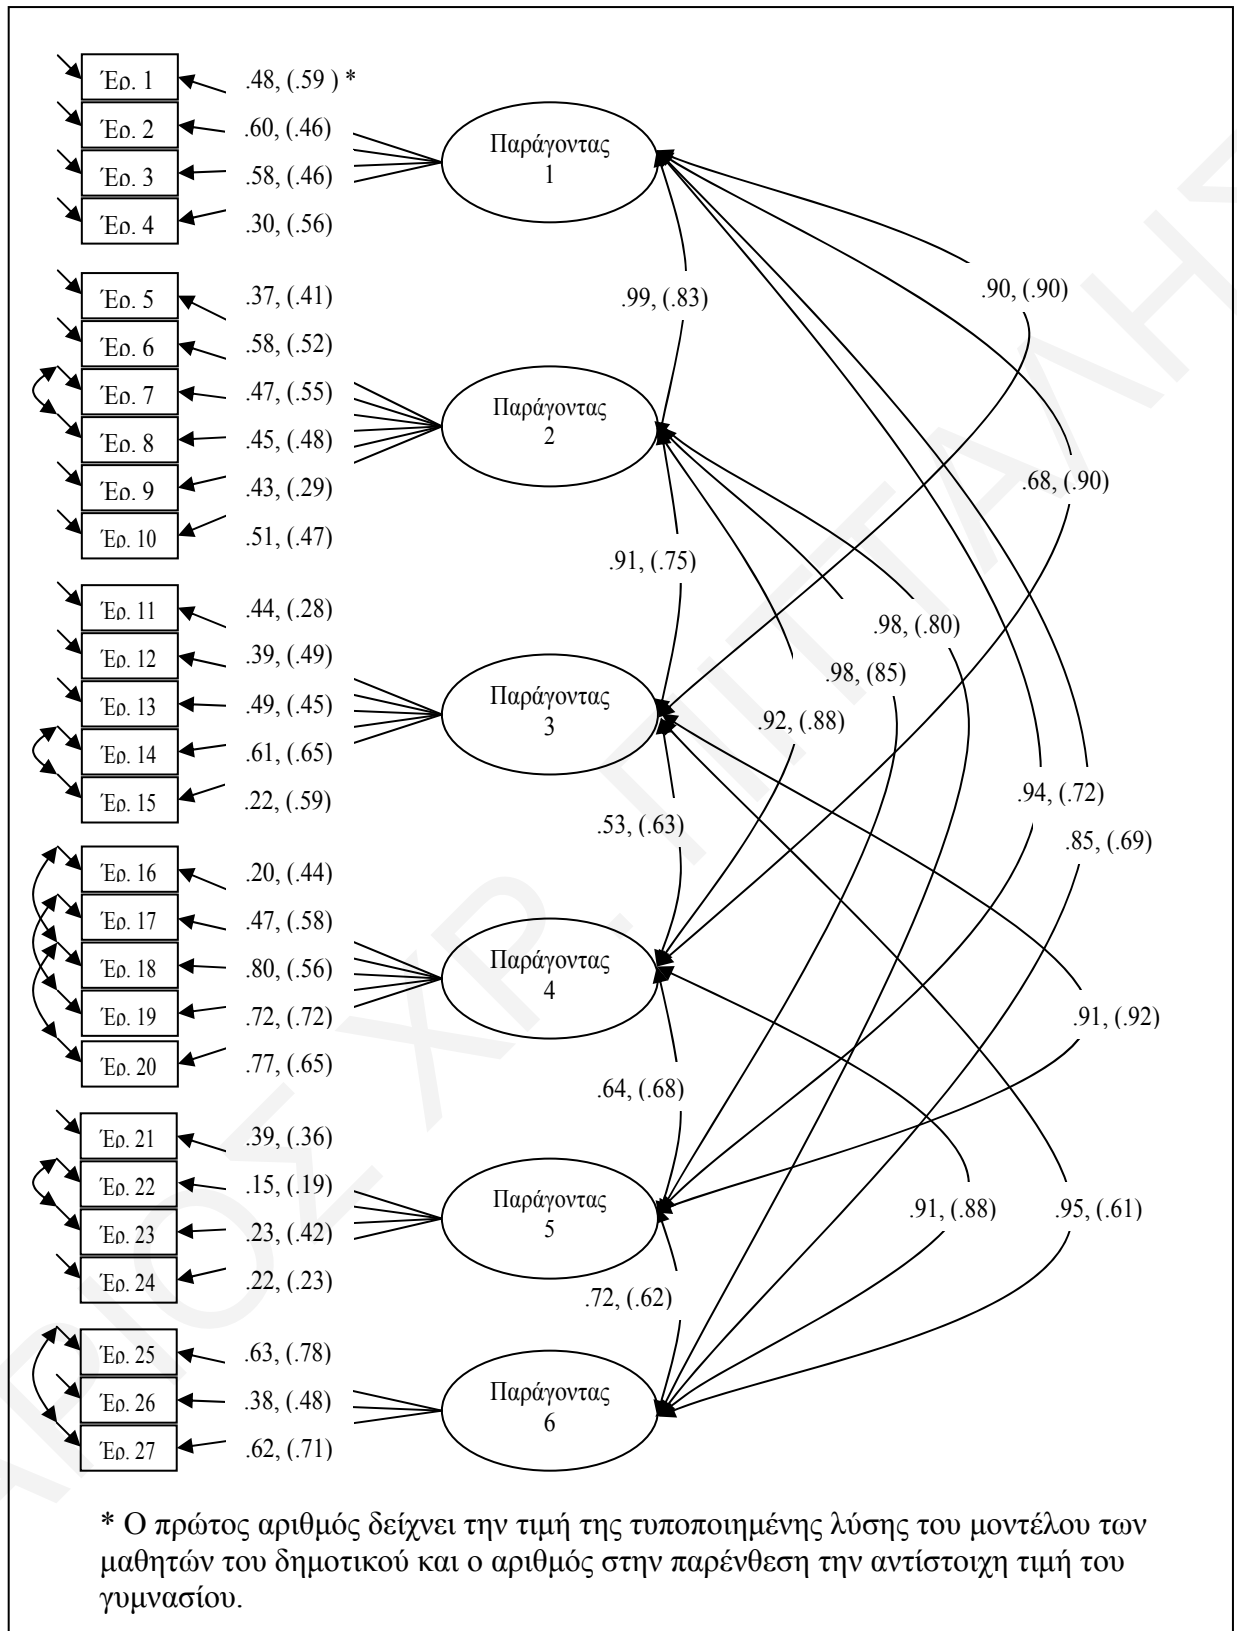 Έρ. 1 .48, (.59 ) *
Έρ. 2 .60, (.46)
Έρ. 3 .58, (.46)
Έρ. 4 .30, (.56)
Παράγοντας
1
Έρ. 5 .37, (.41)
Έρ. 6 .58, (.52)
Έρ. 7 .47, (.55)
Έρ. 8 .45, (.48)
Έρ. 9 .43, (.29)
Έρ. 10 .51, (.47)
Παράγοντας
2
Έρ. 11 .44, (.28)
Έρ. 12 .39, (.49)
Έρ. 13 .49, (.45)
Έρ. 14 .61, (.65)
Έρ. 15 .22, (.59)
Παράγοντας
3
Έρ. 16 .20, (.44)
Έρ. 17 .47, (.58)
Έρ. 18 .80, (.56)
Έρ. 19 .72, (.72)
Έρ. 20 .77, (.65)
Παράγοντας
4
Έρ. 21 .39, (.36)
Έρ. 22 .15, (.19)
Έρ. 23 .23, (.42)
Έρ. 24 .22, (.23)
Παράγοντας
5
Έρ. 25 .63, (.78)
Έρ. 26 .38, (.48)
Έρ. 27 .62, (.71)
Παράγοντας
6
.99, (.83)
.90, (.90)
.68, (.90)
.91, (.75)
.98, (.80)
.98, (85)
.92, (.88)
.94, (.72)
.53, (.63)
.85, (.69)
.91, (.92)
.64, (.68)
.91, (.88)
.95, (.61)
.72, (.62)
* Ο πρώτος αριθμός δείχνει την τιμή της τυποποιημένης λύσης του μοντέλου των
μαθητών του δημοτικού και ο αριθμός στην παρένθεση την αντίστοιχη τιμή του
γυμνασίου.
ΑΡΙΟΣ ΧΡ. ΠΙΤΤΑΛΗΣ